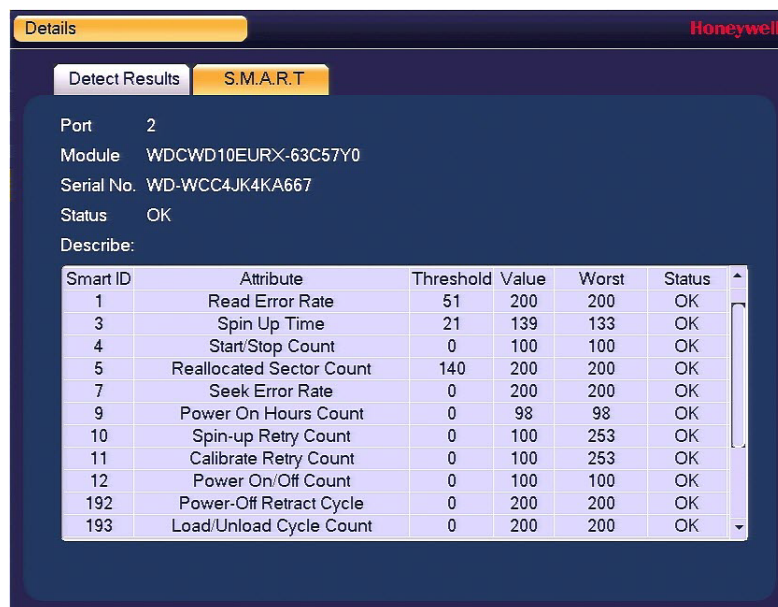 Details Honeywell
Detect Results S.M.A.R.T
Port 2
Module WDCWD10EURX-63C57Y0
Serial No. WD-WCC4JK4KA667
Status OK
Describe:
Smart ID Attribute Threshold Value Worst Status
1 Read Error Rate 51 200 200 OK
3 Spin Up Time 21 139 133 OK
4 Start/Stop Count 0 100 100 OK
5 Reallocated Sector Count 140 200 200 OK
7 Seek Error Rate 0 200 200 OK
9 Power On Hours Count 0 98 98 OK
10 Spin-up Retry Count 0 100 253 OK
11 Calibrate Retry Count 0 100 253 OK
12 Power On/Off Count 0 100 100 OK
192 Power-Off Retract Cycle 0 200 200 OK
193 Load/Unload Cycle Count 0 200 200 OK